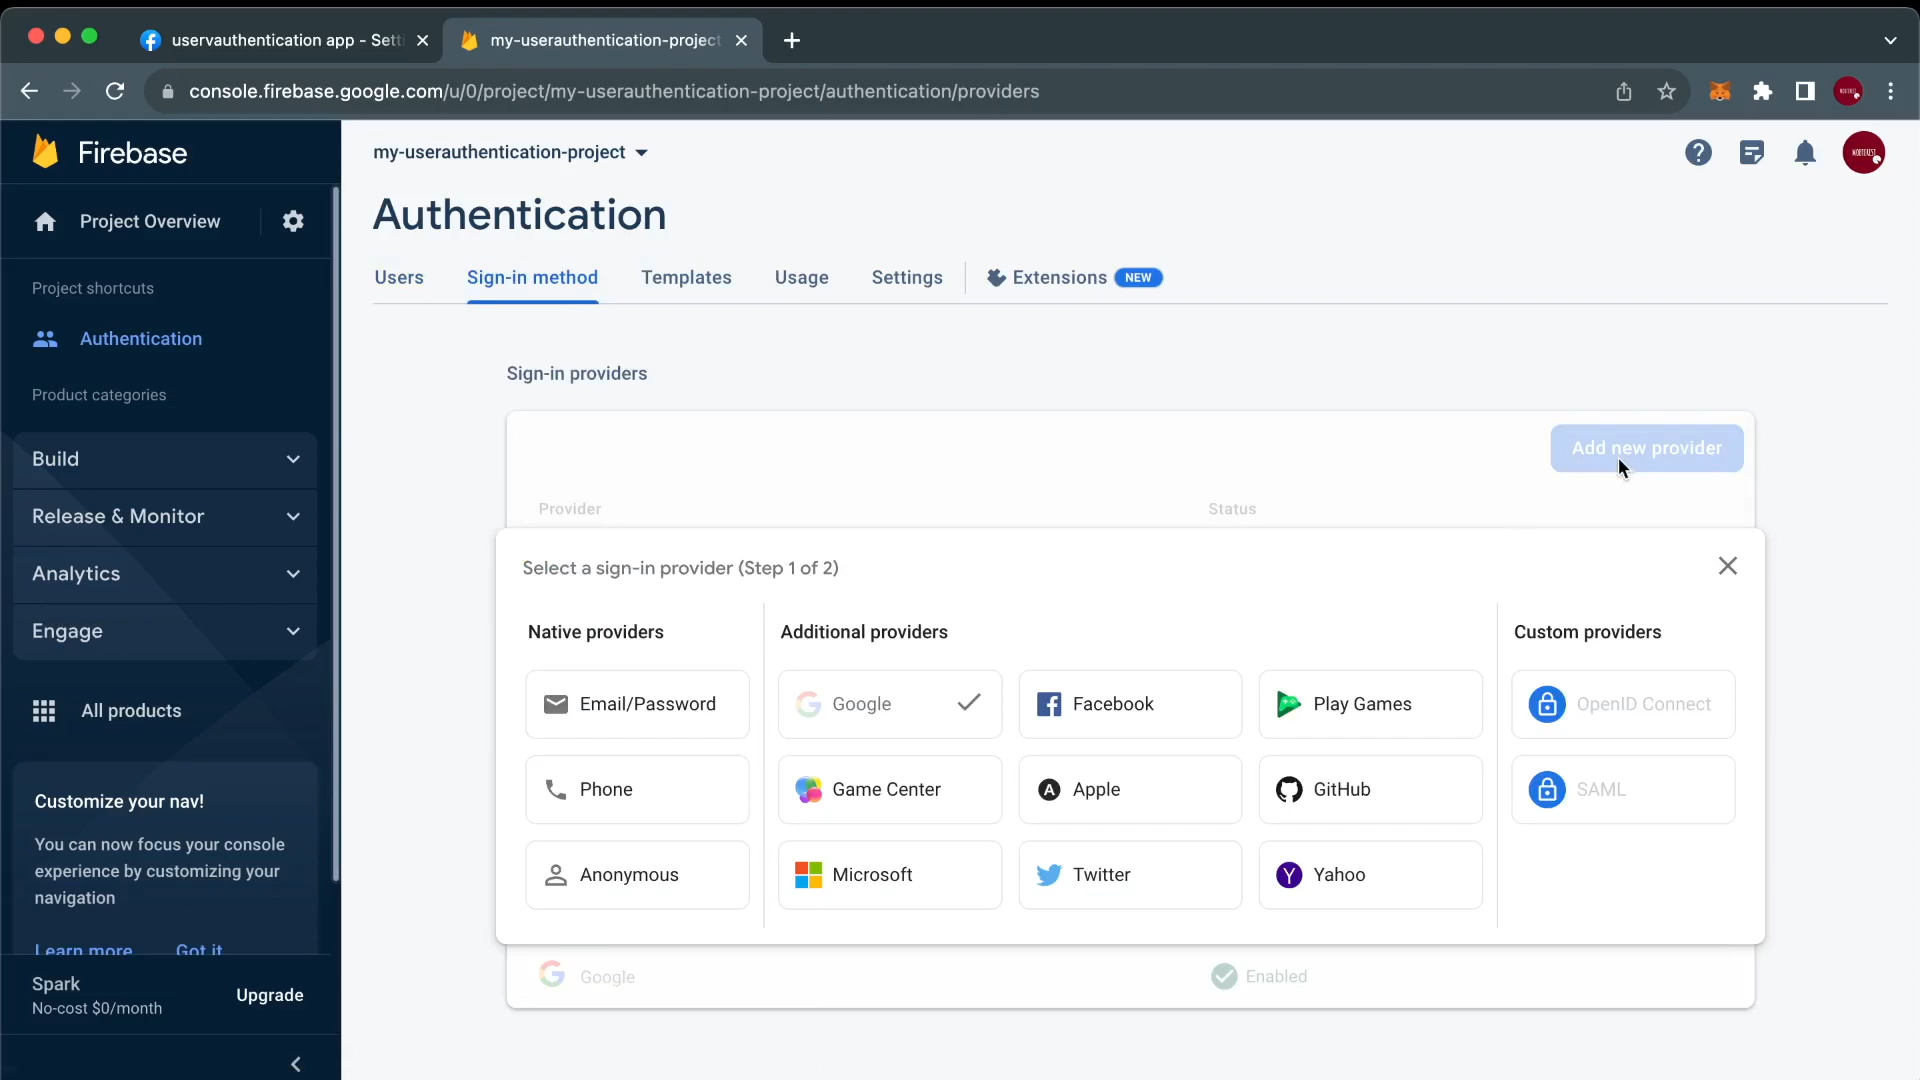 uservauthentication app - Sett
my-userauthentication-project
console.firebase.google.com/u/0/project/my-userauthentication-project/authentication/providers
Firebase
my-userauthentication-project
Authentication
Project Overview
Users
Sign-in method
Templates
Usage
Settings
Extensions
NEW
Project shortcuts
Authentication
Product categories
Build
Release & Monitor
Analytics
Engage
All products
Customize your nav!
You can now focus your console
experience by customizing your
navigation
Learn more
Got it
Spark
No-cost $0/month
Upgrade
Sign-in providers
Add new provider
Provider
Status
Select a sign-in provider (Step 1 of 2)
Native providers
Additional providers
Custom providers
Email/Password
Google
Facebook
Play Games
OpenID Connect
Phone
Game Center
Apple
GitHub
SAML
Anonymous
Microsoft
Twitter
Yahoo
Google
Enabled